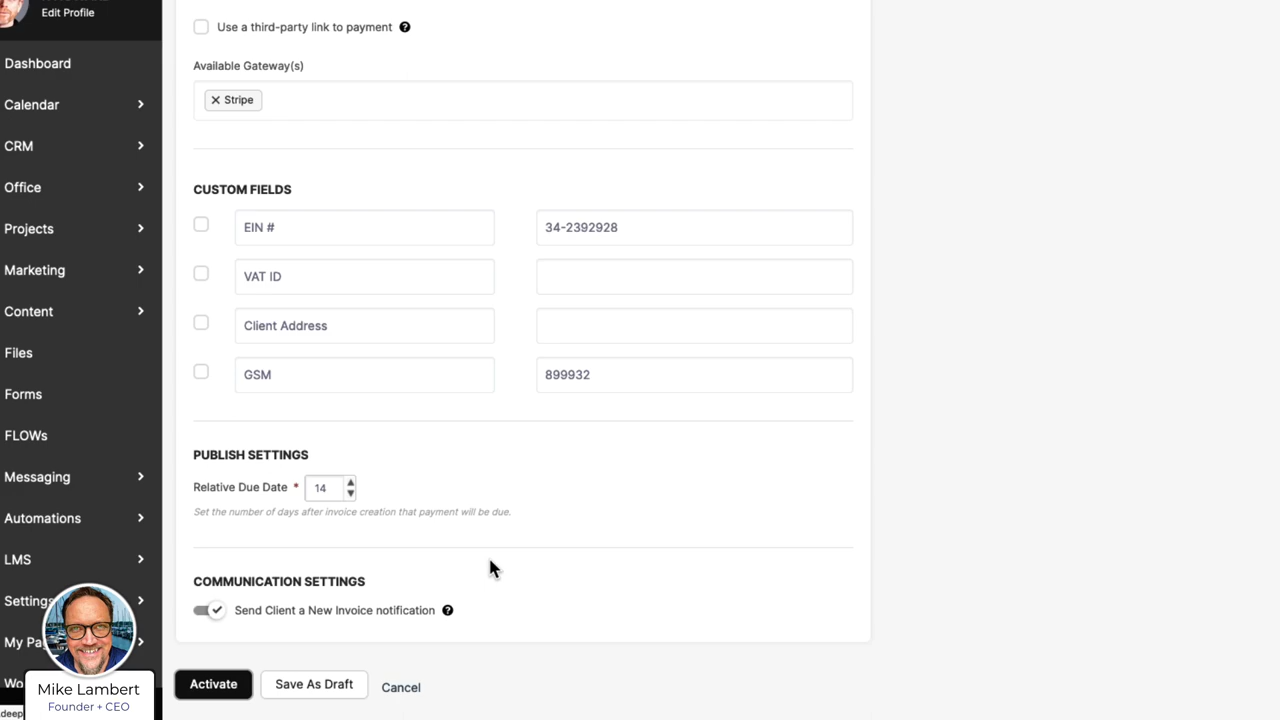 Edit Profile
Dashboard
Calendar
CRM
Office
Projects
Marketing
Content
Files
Forms
FLOWs
Messaging
Automations
LMS
Settings
My Pa
Wo
deep
Mike Lambert
Founder + CEO
Use a third-party link to payment ?
Available Gateway(s)
× Stripe
CUSTOM FIELDS
EIN # 34-2392928
VAT ID
Client Address
GSM 899932
PUBLISH SETTINGS
Relative Due Date * 14
Set the number of days after invoice creation that payment will be due.
COMMUNICATION SETTINGS
Send Client a New Invoice notification ?
Activate Save As Draft Cancel